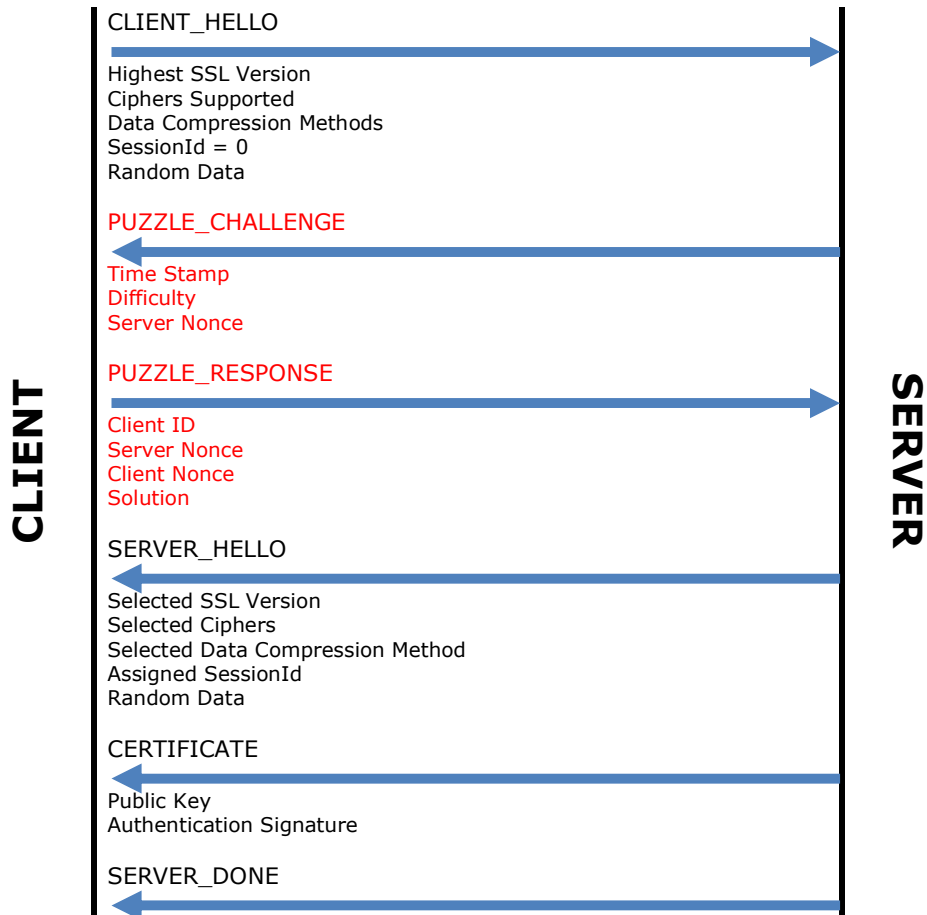 CLIENT_HELLO
Highest SSL Version
Ciphers Supported
Data Compression Methods
SessionId = 0
Random Data
PUZZLE_CHALLENGE
Time Stamp
Difficulty
Server Nonce
PUZZLE_RESPONSE
Client ID
Server Nonce
Client Nonce
Solution
SERVER_HELLO
Selected SSL Version
Selected Ciphers
Selected Data Compression Method
Assigned SessionId
Random Data
CERTIFICATE
Public Key
Authentication Signature
SERVER_DONE
CLIENT
SERVER